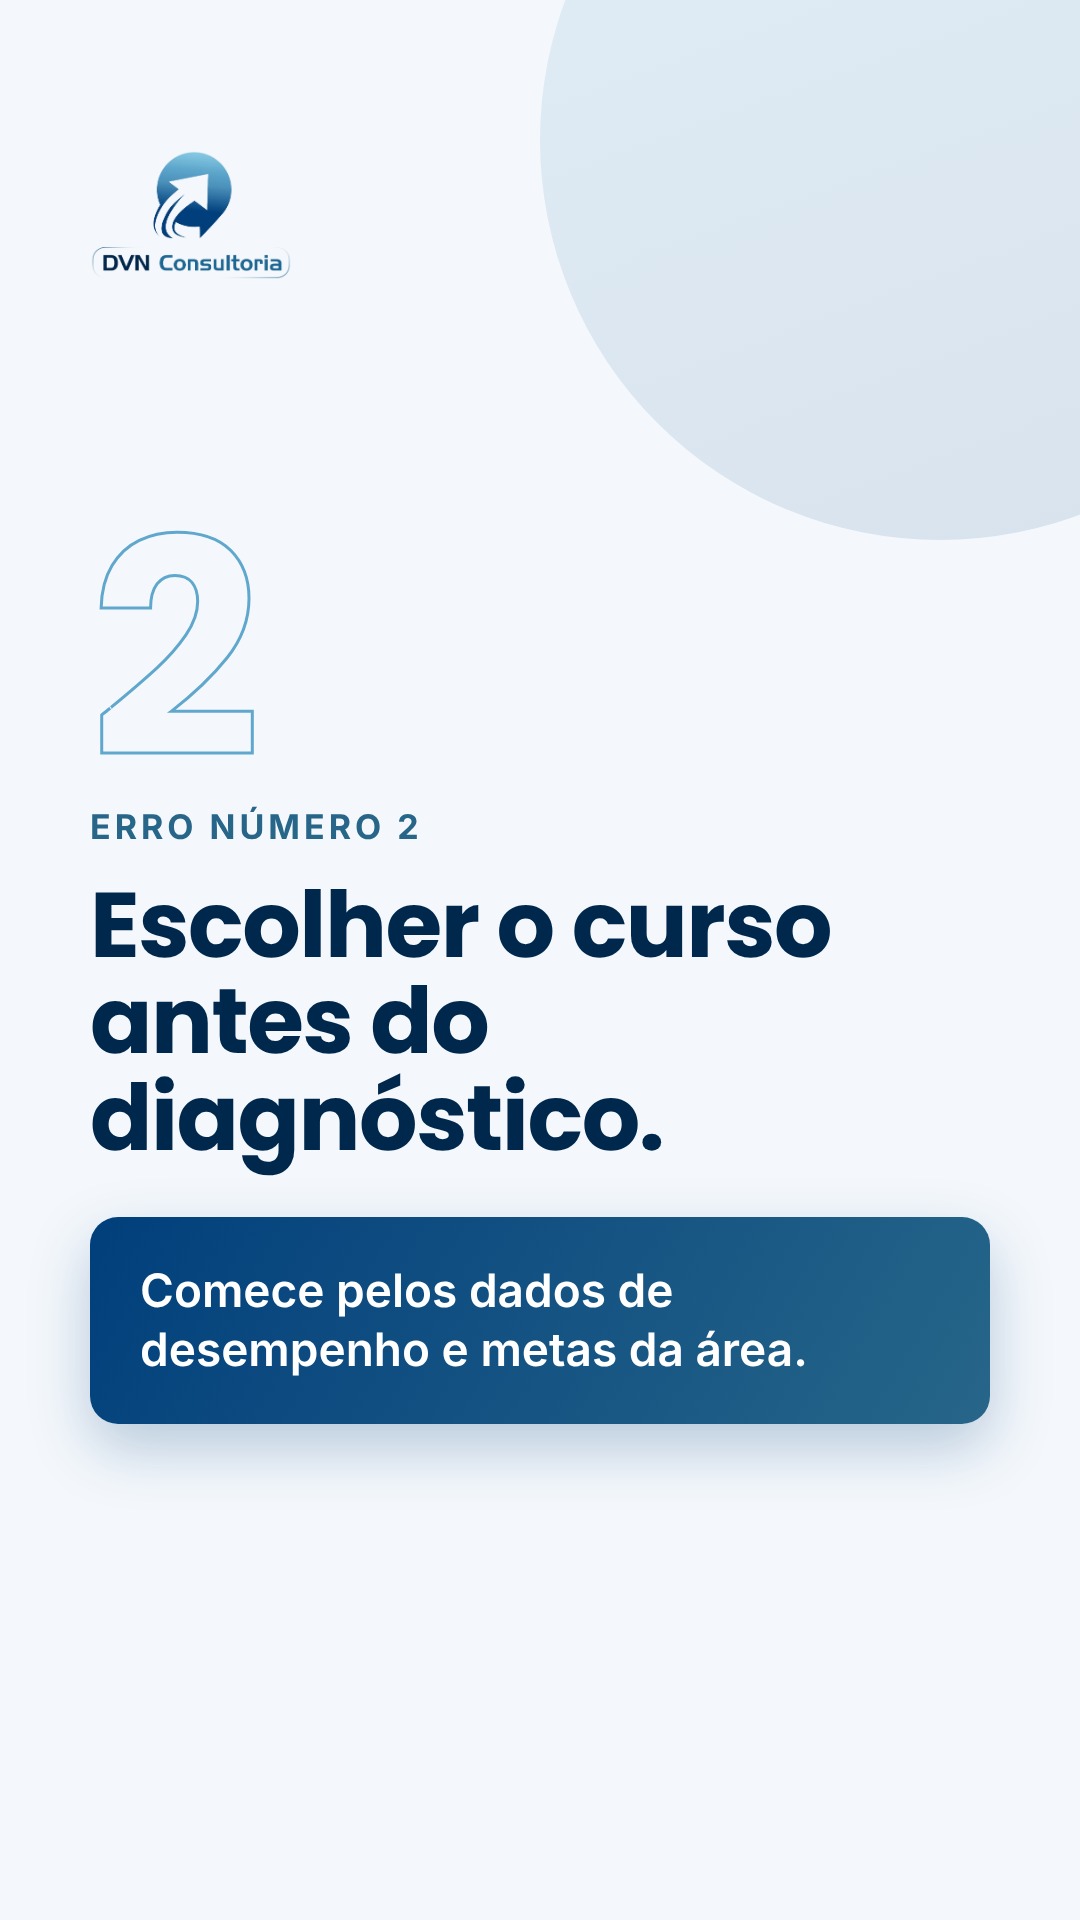 DVN Consultoria
2
ERRO NÚMERO 2
Escolher o curso
antes do
diagnóstico.
Comece pelos dados de
desempenho e metas da área.